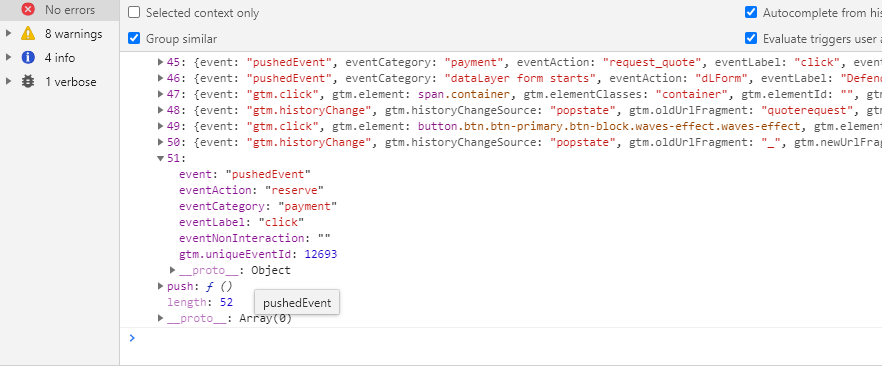 No errors
8 warnings
4 info
1 verbose
Selected context only
Autocomplete from his
Group similar
Evaluate triggers user a
45: {event: "pushedEvent", eventCategory: "payment", eventAction: "request_quote", eventLabel: "click", even
46: {event: "pushedEvent", eventCategory: "dataLayer form starts", eventAction: "dLForm", eventLabel: "Defend
47: {event: "gtm.click", gtm.element: span.container, gtm.elementClasses: "container", gtm.elementId: "", gtm
48: {event: "gtm.historyChange", gtm.historyChangeSource: "popstate", gtm.oldUrlFragment: "quoterequest", gt
49: {event: "gtm.click", gtm.element: button.btn.btn-primary.btn-block.waves-effect.waves-effect, gtm.elemen
50: {event: "gtm.historyChange", gtm.historyChangeSource: "popstate", gtm.oldUrlFragment: "_", gtm.newUrlFrag
51:
event: "pushedEvent"
eventAction: "reserve"
eventCategory: "payment"
eventLabel: "click"
eventNonInteraction: ""
gtm.uniqueEventId: 12693
__proto__: Object
push: ƒ ()
length: 52
pushedEvent
__proto__: Array(0)